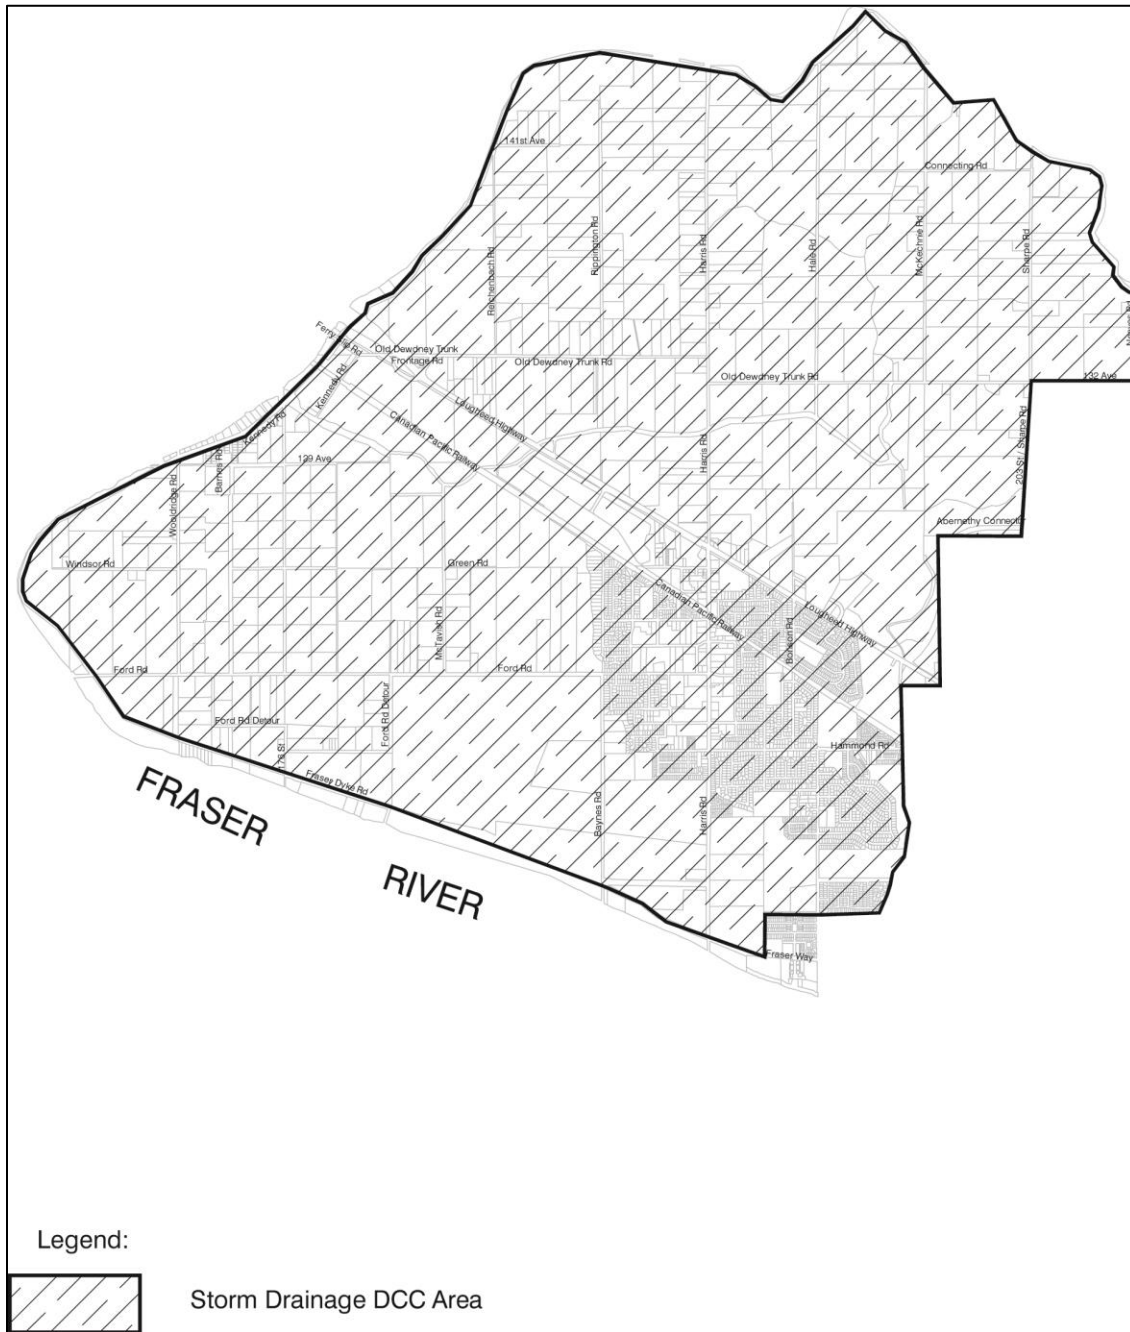 141st Ave
Connecting Rd
Reichenbach Rd
Rippington Rd
Harris Rd
Hale Rd
McKechnie Rd
Sharpe Rd
Ferry Slip Rd
Old Dewdney Trunk
Frontage Rd
Old Dewdney Trunk Rd
Old Dewdney Trunk Rd
132 Ave
Kennedy Rd
Kennedy Rd
Lougheed Highway
Canadian Pacific Railway
Harris Rd
203 St / Sharpe Rd
Barnes Rd
129 Ave
Wooldridge Rd
Abernethy Connector
Windsor Rd
Green Rd
Canadian Pacific Railway
Lougheed Highway
McTavish Rd
Bonson Rd
Ford Rd
Ford Rd
Ford Rd Detour
Ford Rd Detour
176 St
Hammond Rd
Fraser Dyke Rd
Baynes Rd
Harris Rd
FRASER
RIVER
Fraser Way
Legend:
Storm Drainage DCC Area